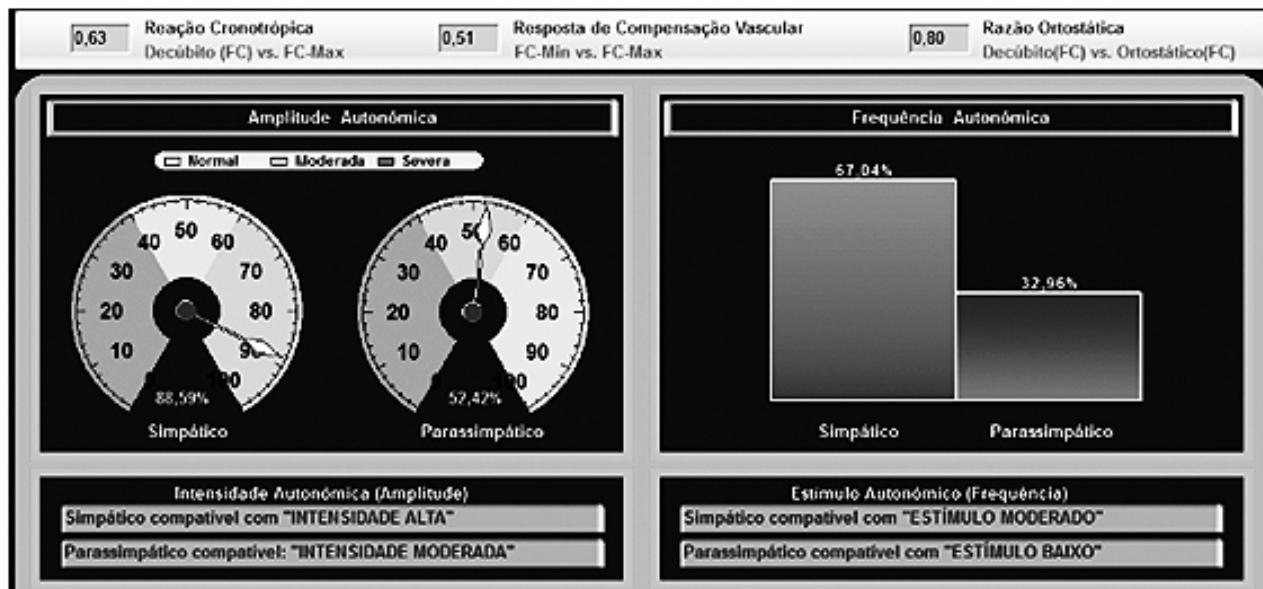 0,63 Reação Cronotrópica
Decúbito (FC) vs. FC-Max
0,51 Resposta de Compensação Vascular
FC-Min vs. FC-Max
0,80 Razão Ortostática
Decúbito(FC) vs. Ortostático(FC)
Amplitude Autonômica
Normal Moderada Severa
0 10 20 30 40 50 60 70 80 90 100
88,59%
Simpático
0 10 20 30 40 50 60 70 80 90 100
52,42%
Parassimpático
Frequência Autonômica
67,04%
32,96%
Simpático Parassimpático
Intensidade Autonômica (Amplitude)
Simpático compatível com "INTENSIDADE ALTA"
Parassimpático compatível: "INTENSIDADE MODERADA"
Estímulo Autonômico (Frequência)
Simpático compatível com "ESTÍMULO MODERADO"
Parassimpático compatível com "ESTÍMULO BAIXO"